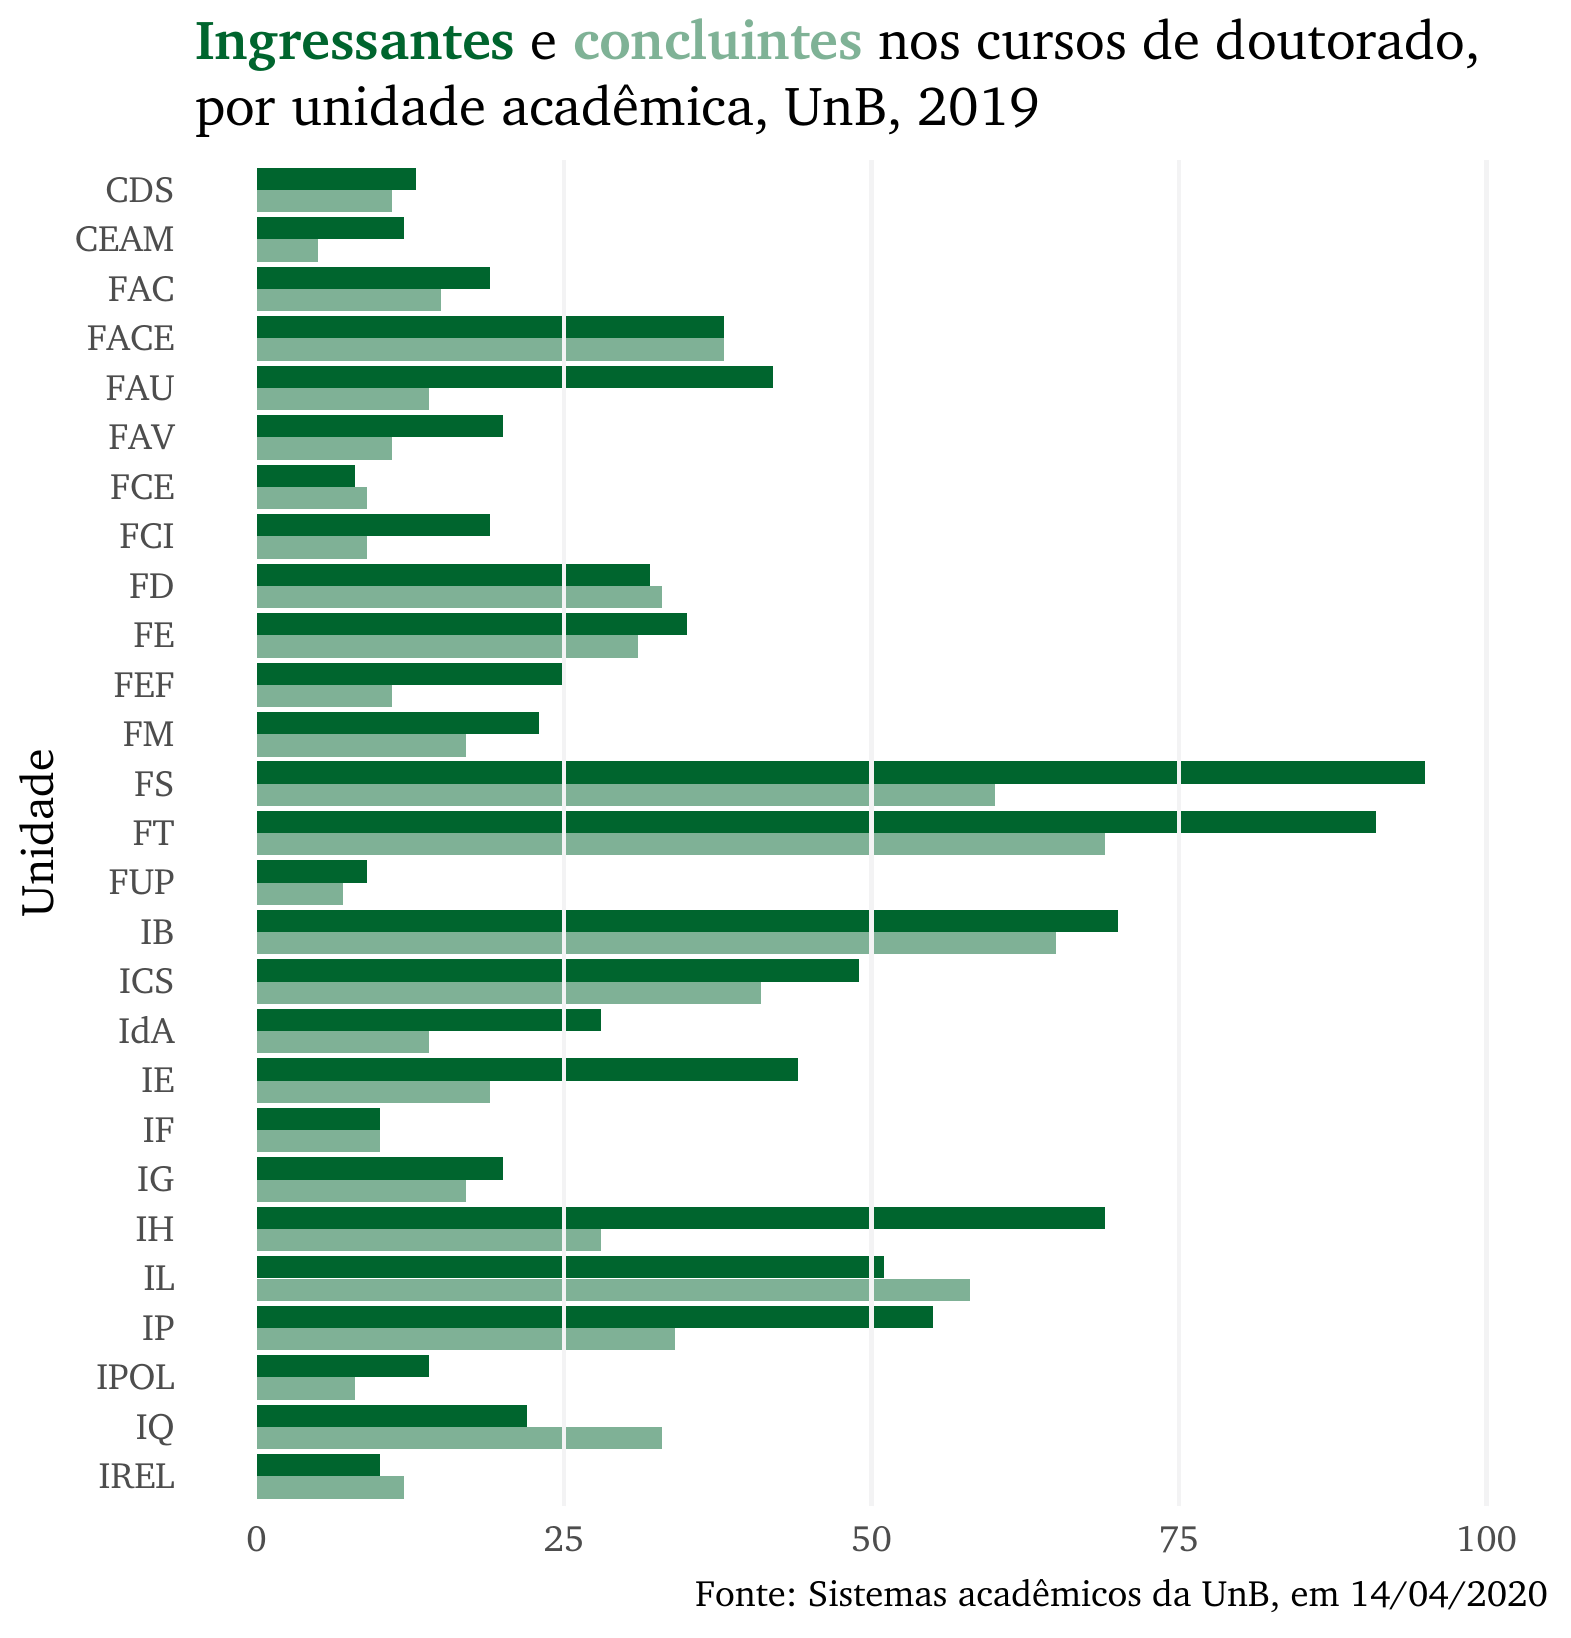 Ingressantes e concluintes nos cursos de doutorado,
por unidade acadêmica, UnB, 2019
Unidade
CDS
CEAM
FAC
FACE
FAU
FAV
FCE
FCI
FD
FE
FEF
FM
FS
FT
FUP
IB
ICS
IdA
IE
IF
IG
IH
IL
IP
IPOL
IQ
IREL
0 25 50 75 100
Fonte: Sistemas acadêmicos da UnB, em 14/04/2020